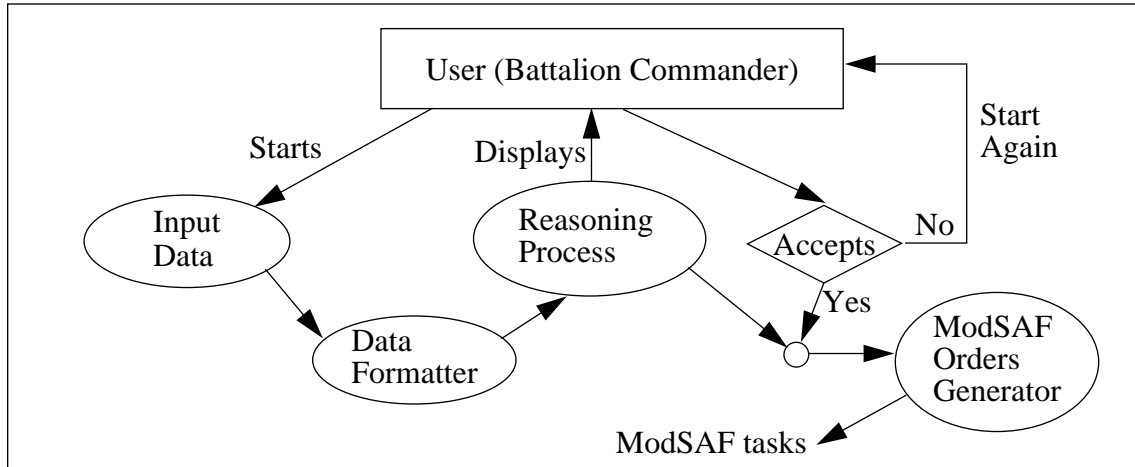 User (Battalion Commander)
Starts
Displays
Start
Again
Input
Data
Reasoning
Process
Accepts
No
Yes
Data
Formatter
ModSAF
Orders
Generator
ModSAF tasks